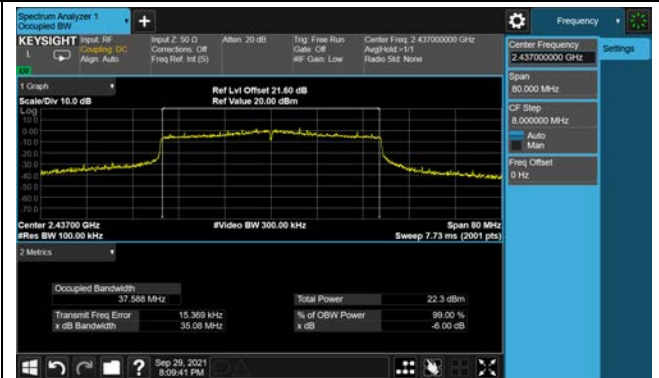 Spectrum Analyzer 1
Occupied BW
Frequency
KEYSIGHT
Input: RF
Coupling: DC
Align: Auto
Input Z: 50 Ω
Corrections: Off
Freq Ref: Int (S)
Atten: 20 dB
Trig: Free Run
Gate: Off
#IF Gain: Low
Center Freq: 2.437000000 GHz
Avg|Hold:>1/1
Radio Std: None
Center Frequency
2.437000000 GHz
Settings
Span
80.000 MHz
CF Step
8.000000 MHz
Auto
Man
Freq Offset
0 Hz
1 Graph
Scale/Div 10.0 dB
Ref Lvl Offset 21.60 dB
Ref Value 20.00 dBm
Log
10.0
0.00
-10.0
-20.0
-30.0
-40.0
-50.0
-60.0
-70.0
Center 2.43700 GHz
#Res BW 100.00 kHz
#Video BW 300.00 kHz
Span 80 MHz
Sweep 7.73 ms (2001 pts)
2 Metrics
Occupied Bandwidth
37.588 MHz
Total Power 22.3 dBm
Transmit Freq Error 15.369 kHz
% of OBW Power 99.00 %
x dB Bandwidth 35.08 MHz
x dB -6.00 dB
Sep 29, 2021
8:09:41 PM